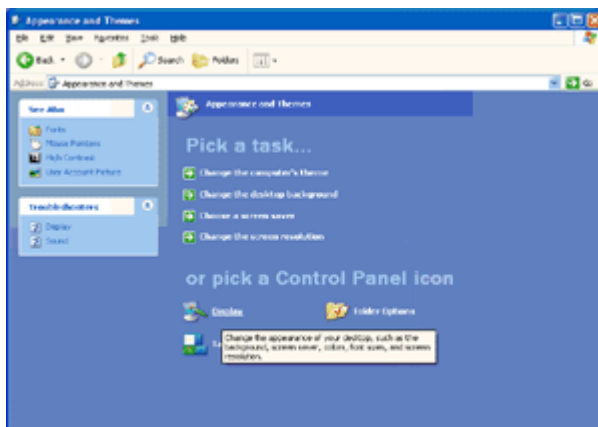 Appearance and Themes
File Edit View Favorites Tools Help
Back Search Folders
Address Appearance and Themes Go
See Also
Fonts
Mouse Pointers
High Contrast
User Account Picture
Troubleshooters
Display
Sound
Appearance and Themes
Pick a task...
Change the computer's theme
Change the desktop background
Choose a screen saver
Change the screen resolution
or pick a Control Panel icon
Display
Folder Options
Change the appearance of your desktop, such as the
background, screen saver, colors, font sizes, and screen
resolution.